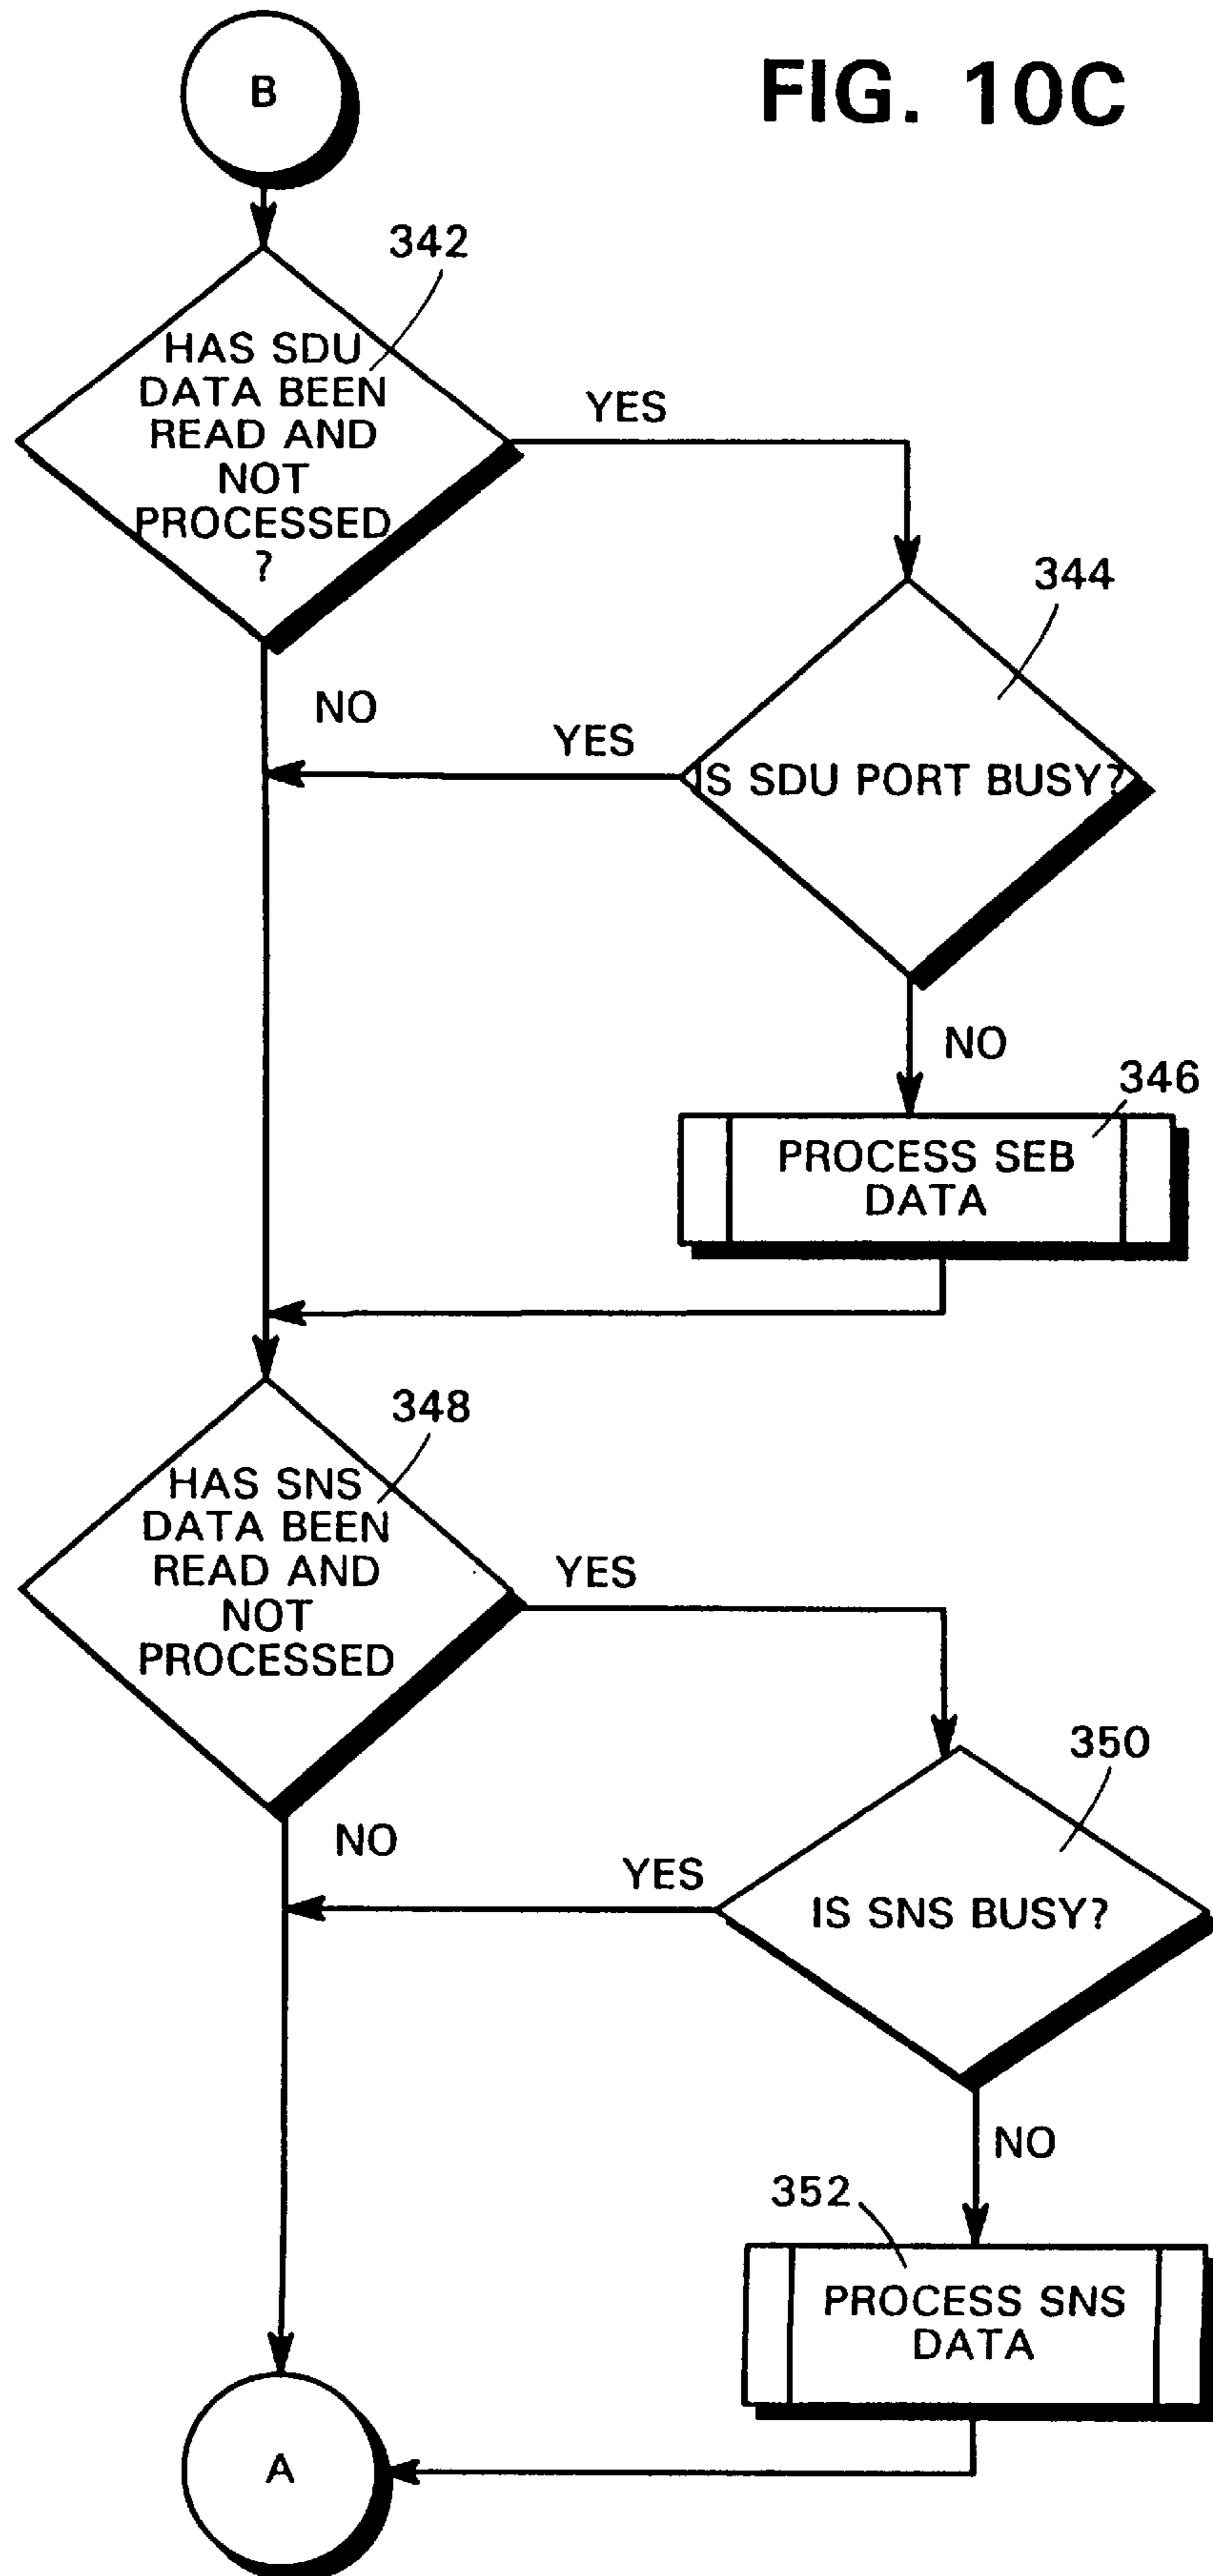 FIG. 10C
B
342
HAS SDU
DATA BEEN
READ AND
NOT
PROCESSED
?
YES
344
NO
YES
IS SDU PORT BUSY?
NO
346
PROCESS SEB
DATA
348
HAS SNS
DATA BEEN
READ AND
NOT
PROCESSED
YES
350
NO
YES
IS SNS BUSY?
NO
352
PROCESS SNS
DATA
A